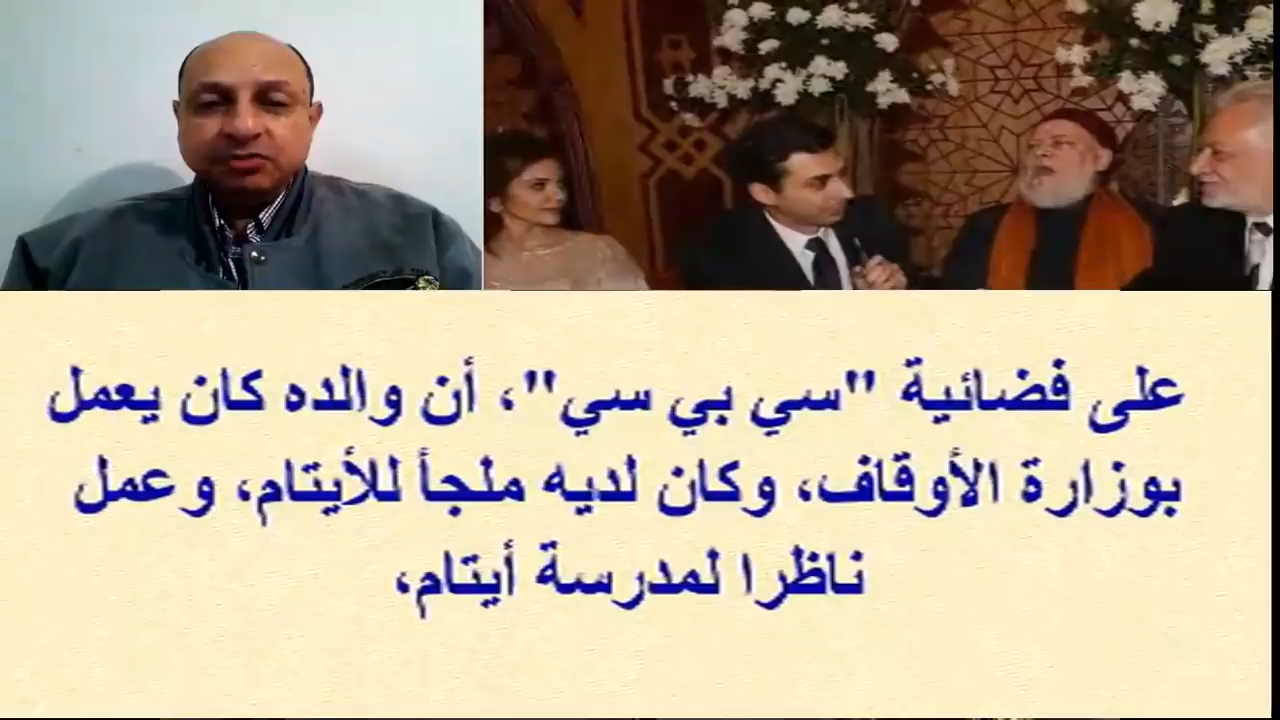 على فضائية "سي بي سي"، أن والده كان يعمل
بوزارة الأوقاف، وكان لديه ملجأ للأيتام، وعمل
ناظرا لمدرسة أيتام،